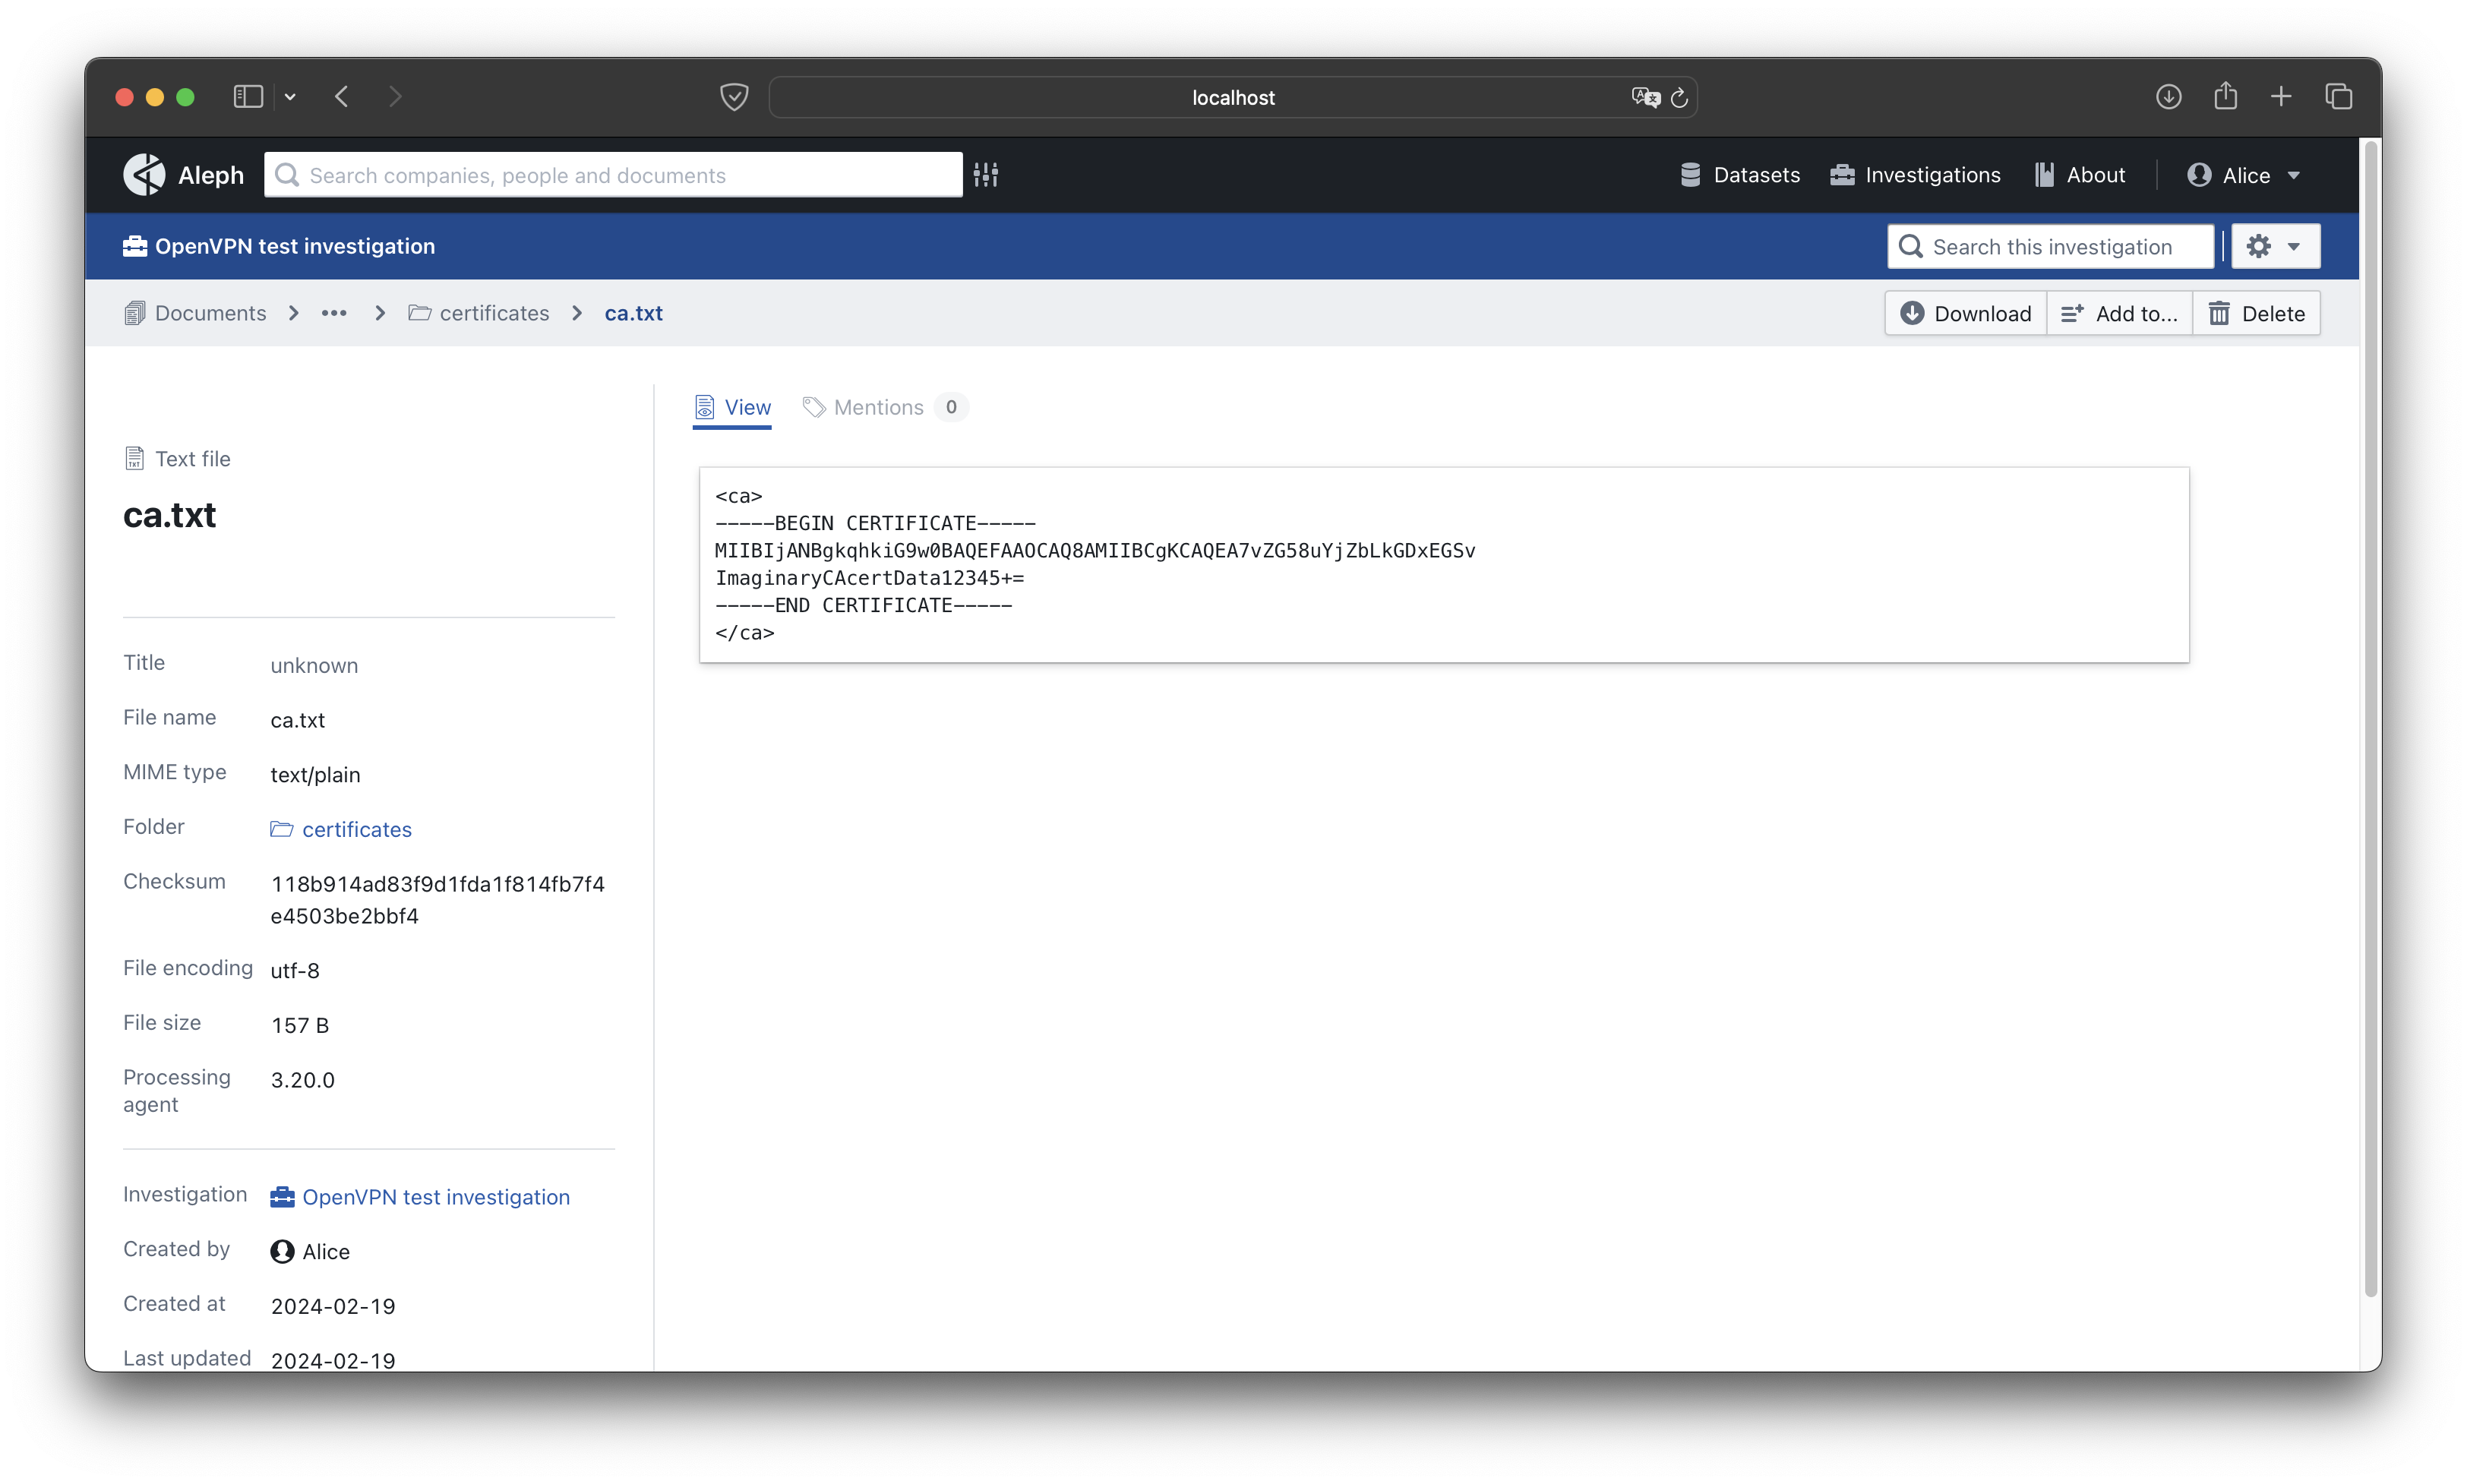 localhost
Aleph
Search companies, people and documents
Datasets
Investigations
About
Alice
OpenVPN test investigation
Search this investigation
Documents
•••
certificates
ca.txt
Download
Add to...
Delete
View
Mentions 0
Text file
ca.txt
<ca>
-----BEGIN CERTIFICATE-----
MIIBIjANBgkqhkiG9w0BAQEFAAOCAQ8AMIIBCgKCAQEA7vZG58uYjZbLkGDxEGSv
ImaginaryCAcertData12345+=
-----END CERTIFICATE-----
</ca>
Title unknown
File name ca.txt
MIME type text/plain
Folder certificates
Checksum 118b914ad83f9d1fda1f814fb7f4
e4503be2bbf4
File encoding utf-8
File size 157 B
Processing 3.20.0
agent
Investigation OpenVPN test investigation
Created by Alice
Created at 2024-02-19
Last updated 2024-02-19